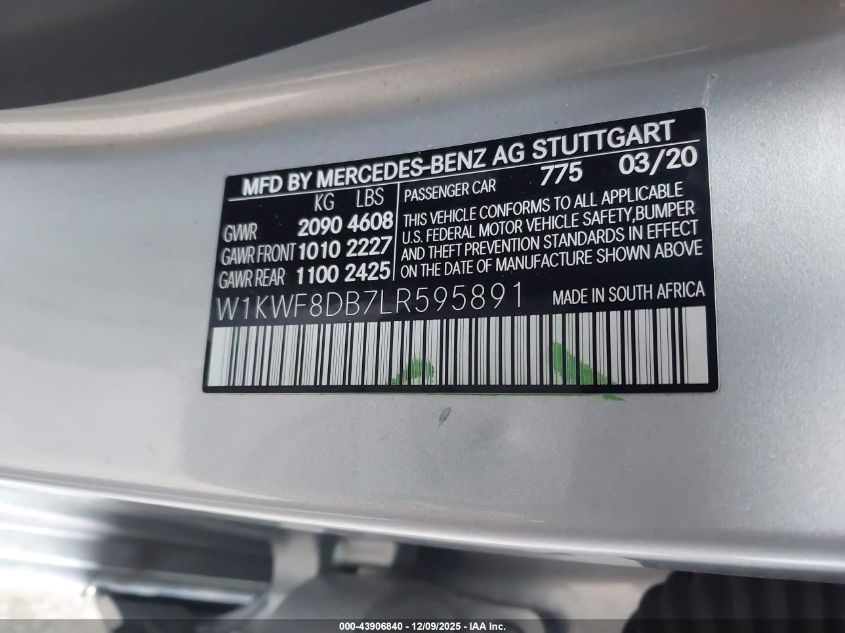 MFD BY MERCEDES-BENZ AG STUTTGART
KG LBS
GVWR 2090 4608
GAWR FRONT 1010 2227
GAWR REAR 1100 2425
PASSENGER CAR 775 03/20
THIS VEHICLE CONFORMS TO ALL APPLICABLE
U.S. FEDERAL MOTOR VEHICLE SAFETY,BUMPER
AND THEFT PREVENTION STANDARDS IN EFFECT
ON THE DATE OF MANUFACTURE SHOWN ABOVE
W1KWF8DB7LR595891 MADE IN SOUTH AFRICA
000-43906840 - 12/09/2025 - IAA Inc.